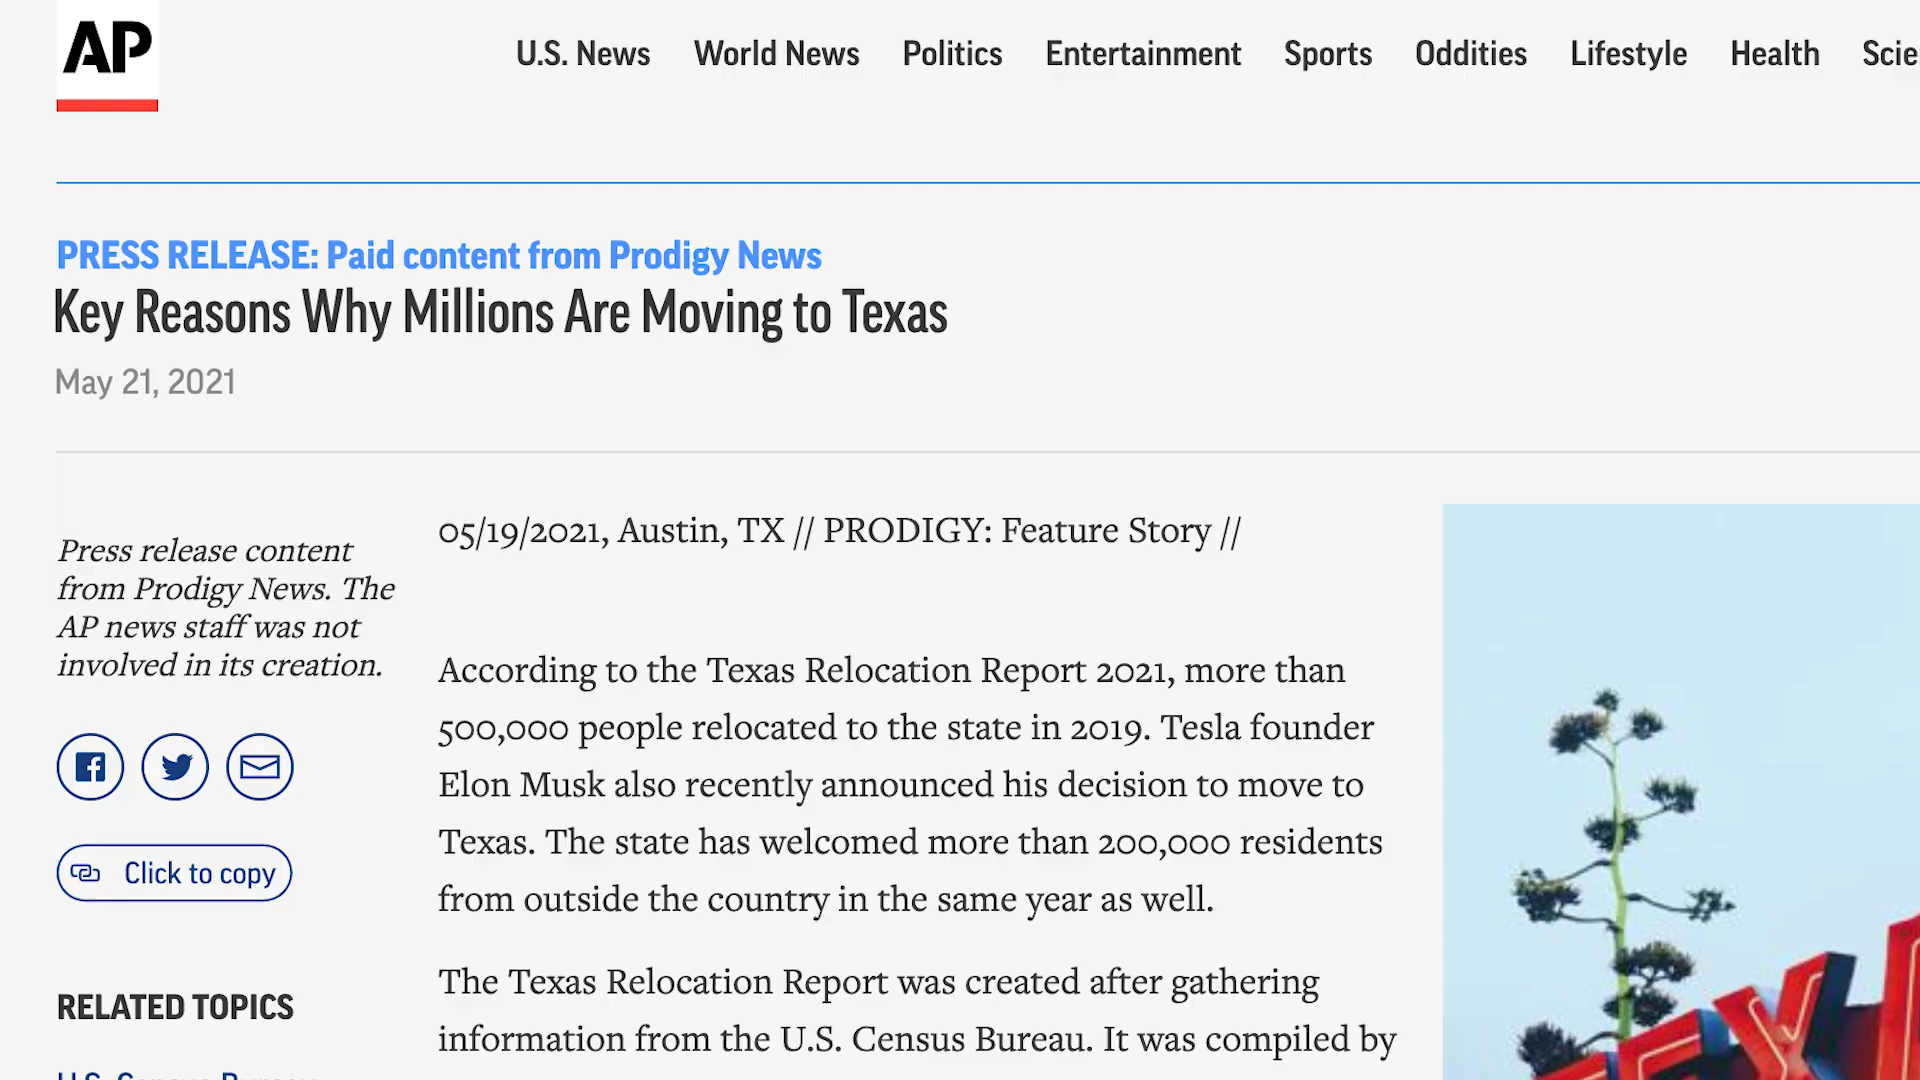 AP
U.S. News World News Politics Entertainment Sports Oddities Lifestyle Health
PRESS RELEASE: Paid content from Prodigy News
Key Reasons Why Millions Are Moving to Texas
May 21, 2021
Press release content
from Prodigy News. The
AP news staff was not
involved in its creation.
Click to copy
RELATED TOPICS
05/19/2021, Austin, TX // PRODIGY: Feature Story //
According to the Texas Relocation Report 2021, more than
500,000 people relocated to the state in 2019. Tesla founder
Elon Musk also recently announced his decision to move to
Texas. The state has welcomed more than 200,000 residents
from outside the country in the same year as well.
The Texas Relocation Report was created after gathering
information from the U.S. Census Bureau. It was compiled by